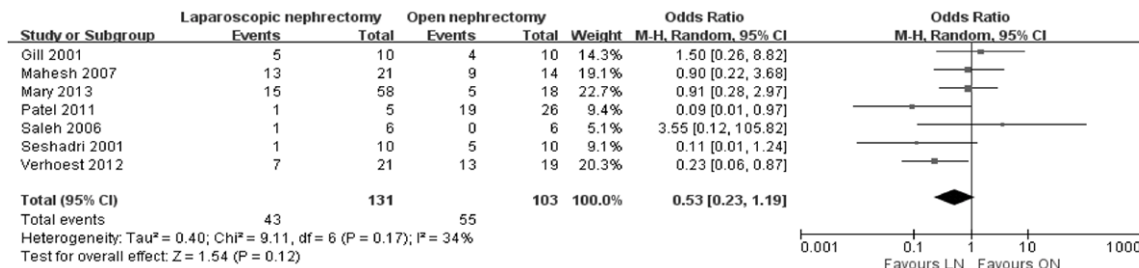 Laparoscopic nephrectomy Open nephrectomy Odds Ratio Odds Ratio
Study or Subgroup Events Total Events Total Weight M-H, Random, 95% CI M-H, Random, 95% CI
Gill 2001 5 10 4 10 14.3% 1.50 [0.26, 8.82]
Mahesh 2007 13 21 9 14 19.1% 0.90 [0.22, 3.68]
Mary 2013 15 58 5 18 22.7% 0.91 [0.28, 2.97]
Patel 2011 1 5 19 26 9.4% 0.09 [0.01, 0.97]
Saleh 2006 1 6 0 6 5.1% 3.55 [0.12, 105.82]
Seshadri 2001 1 10 5 10 9.1% 0.11 [0.01, 1.24]
Verhoest 2012 7 21 13 19 20.3% 0.23 [0.06, 0.87]
Total (95% CI) 131 103 100.0% 0.53 [0.23, 1.19]
Total events 43 55
Heterogeneity: Tau² = 0.40; Chi² = 9.11, df = 6 (P = 0.17); I² = 34%
Test for overall effect: Z = 1.54 (P = 0.12)
0.001 0.1 1 10 1000
Favours LN Favours ON